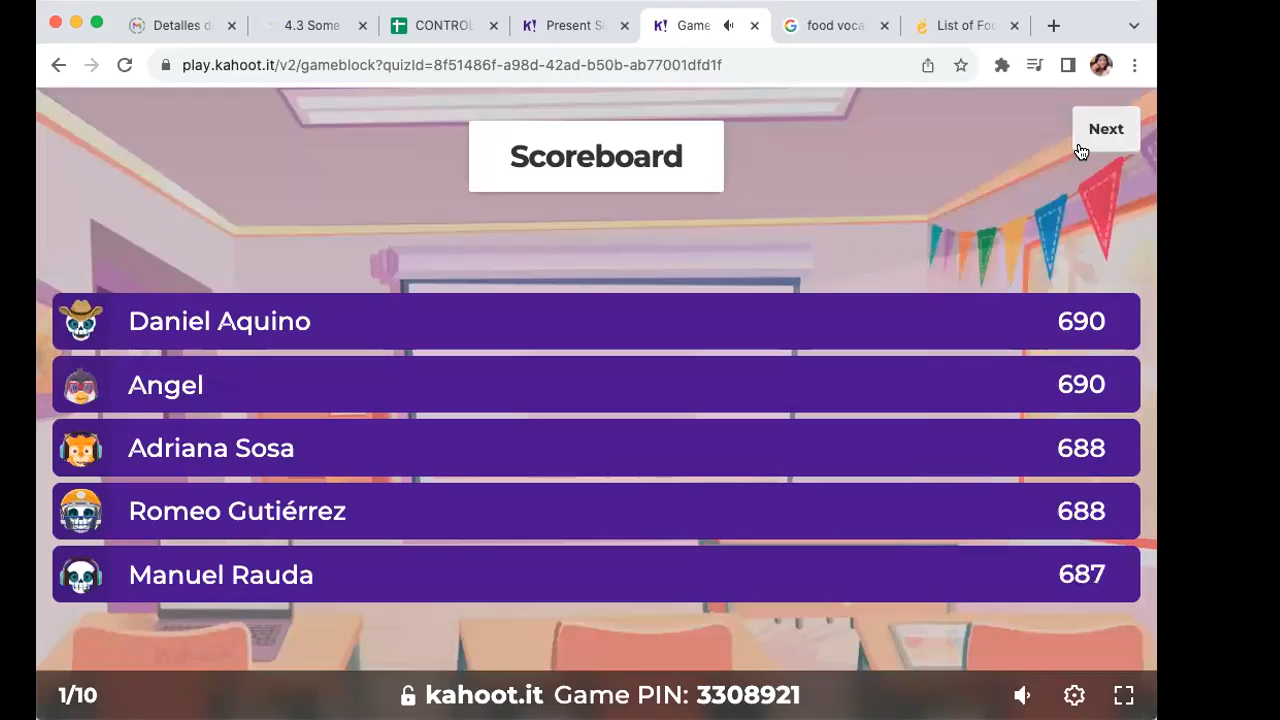 Detalles d
4.3 Some
CONTROL
K! Present Si
K! Game
food voca
List of Foo
play.kahoot.it/v2/gameblock?quizId=8f51486f-a98d-42ad-b50b-ab77001dfd1f
Next
Scoreboard
Daniel Aquino 690
Angel 690
Adriana Sosa 688
Romeo Gutiérrez 688
Manuel Rauda 687
1/10
kahoot.it Game PIN: 3308921